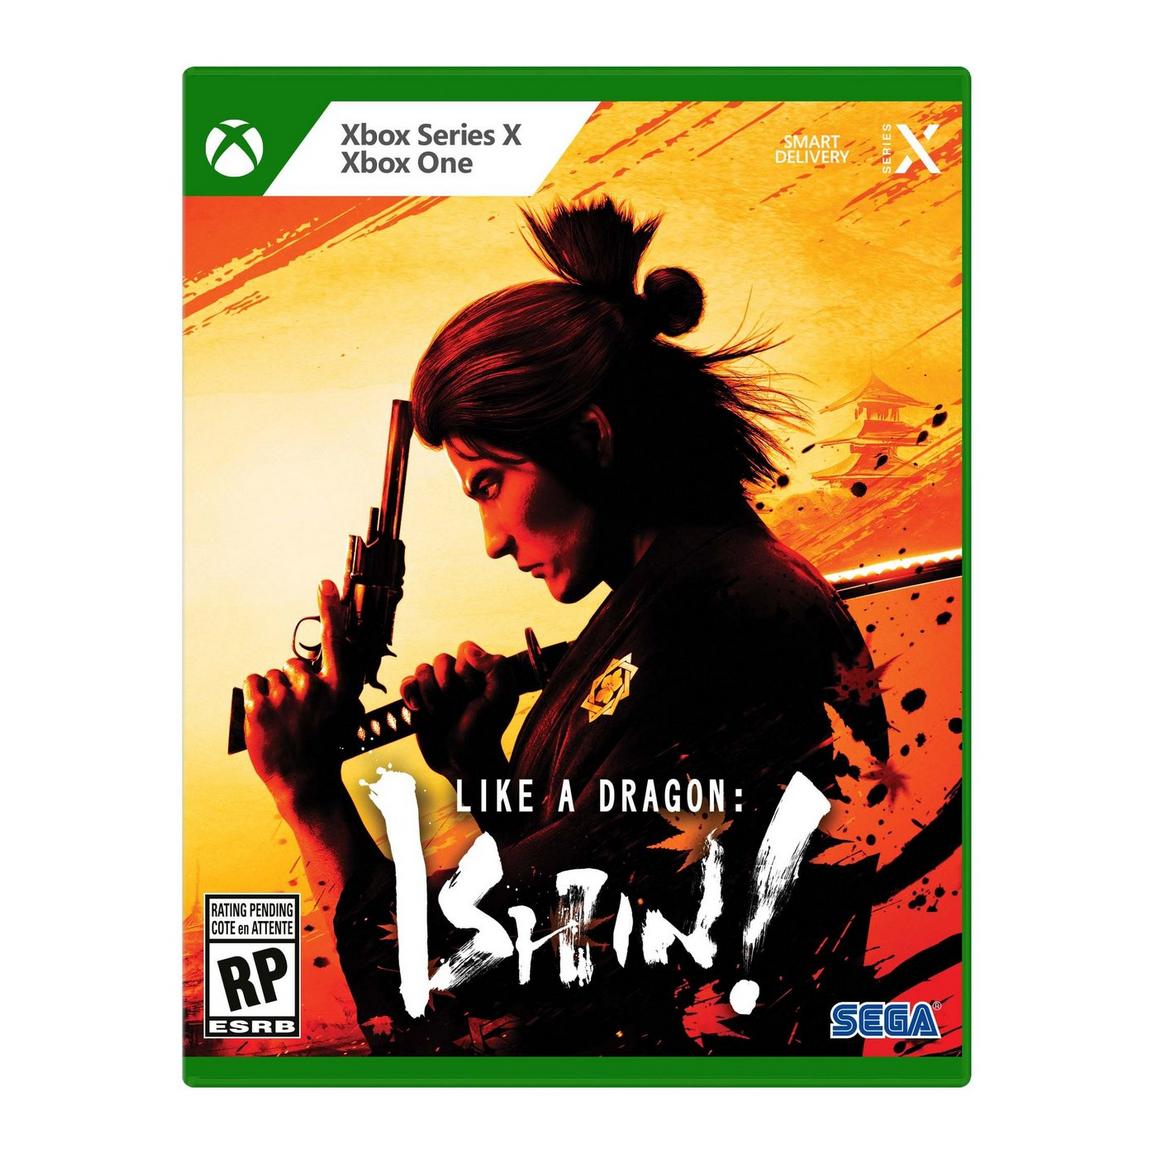 Xbox Series X
Xbox One
SMART
DELIVERY
SERIES X
LIKE A DRAGON:
ISHIN!
RATING PENDING
COTE en ATTENTE
RP
ESRB
SEGA®